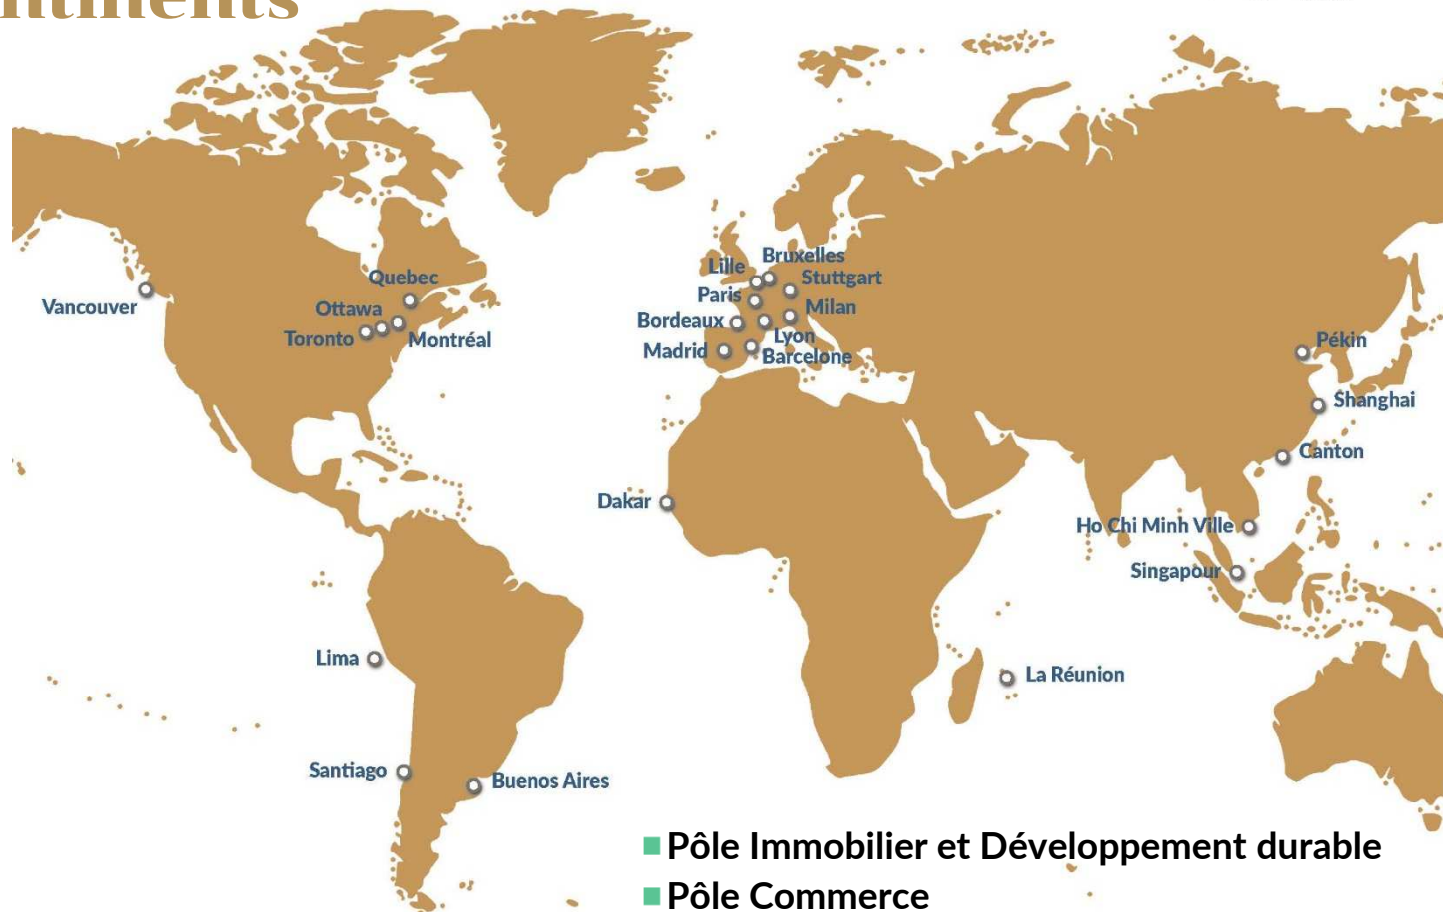 ntinents
Bruxelles
Lille
Stuttgart
Quebec
Paris
Vancouver
Ottawa
Milan
Bordeaux
Toronto
Montréal
Lyon
Pékin
Madrid
Barcelone
Shanghai
Canton
Dakar
Ho Chi Minh Ville
Singapour
Lima
La Réunion
Santiago
Buenos Aires
Pôle Immobilier et Développement durable
Pôle Commerce